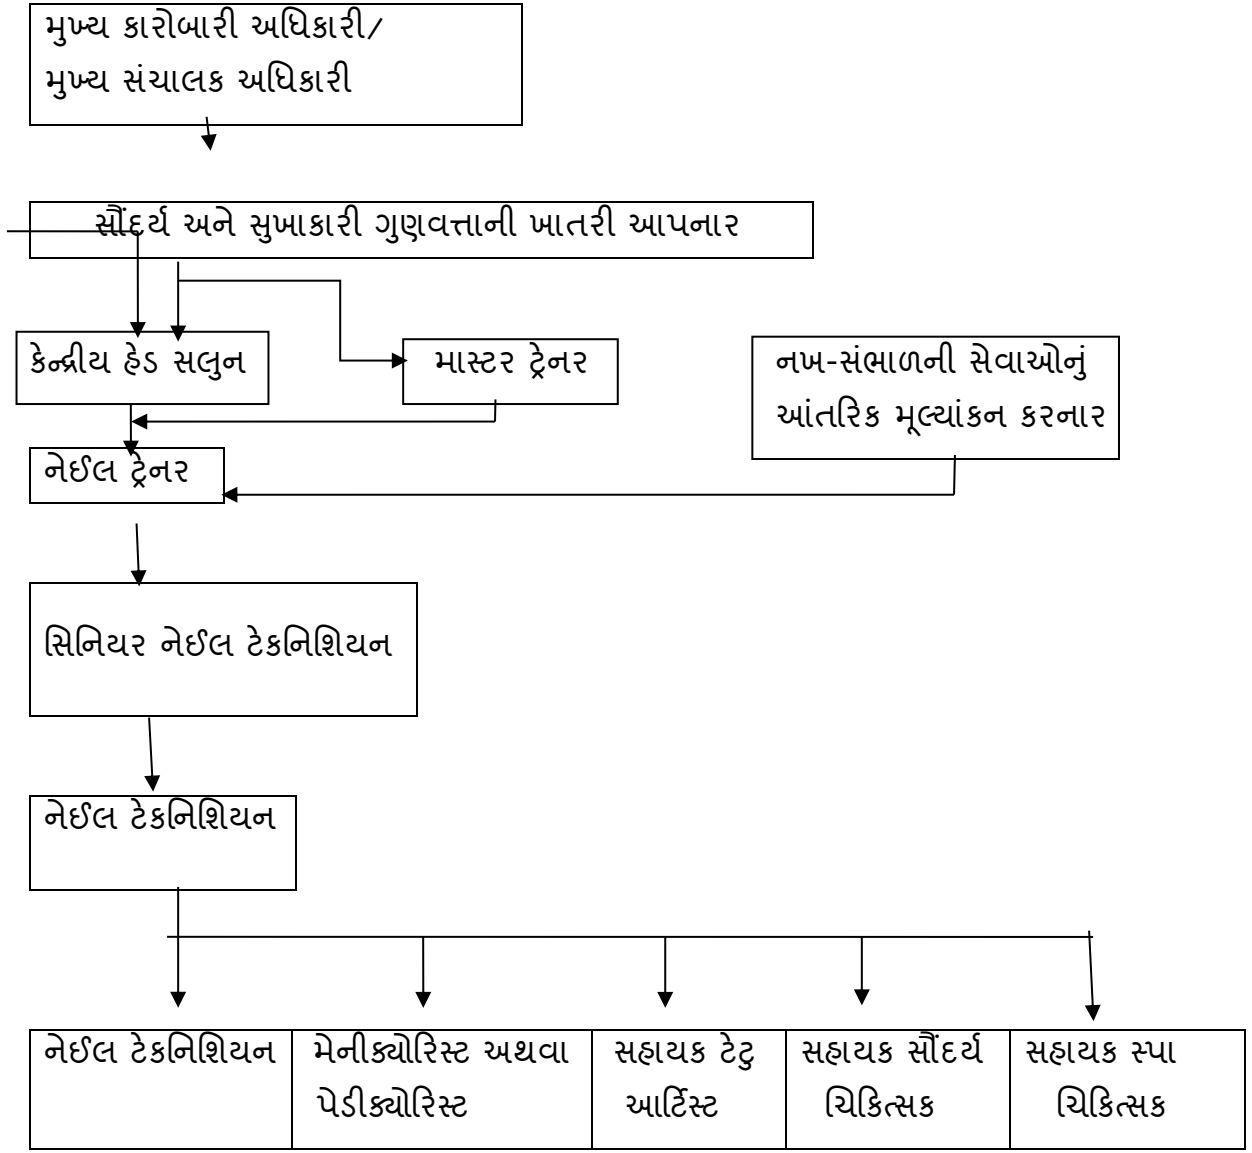 મુખ્ય કારોબારી અધિકારી/
મુખ્ય સંચાલક અધિકારી
સૌંદર્ય અને સુખાકારી ગુણવત્તાની ખાતરી આપનાર
કેન્દ્રીય હેડ સલુન
માસ્ટર ટ્રેનર
નખ-સંભાળની સેવાઓનું
આંતરિક મૂલ્યાંકન કરનાર
નેઈલ ટ્રેનર
સિનિયર નેઈલ ટેકનિશિયન
નેઈલ ટેકનિશિયન
નેઈલ ટેકનિશિયન
મેનીક્યોરિસ્ટ અથવા
પેડીક્યોરિસ્ટ
સહાયક ટેટુ
આર્ટિસ્ટ
સહાયક સૌંદર્ય
ચિકિત્સક
સહાયક સ્પા
ચિકિત્સક